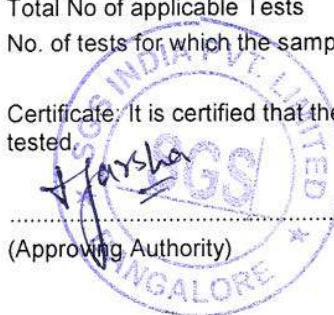 Total No of applicable Tests
No. of tests for which the samp
Certificate: It is certified that the
tested.
Harsha
SGS INDIA PVT. LIMITED
SGS
BANGALORE
(Approving Authority)